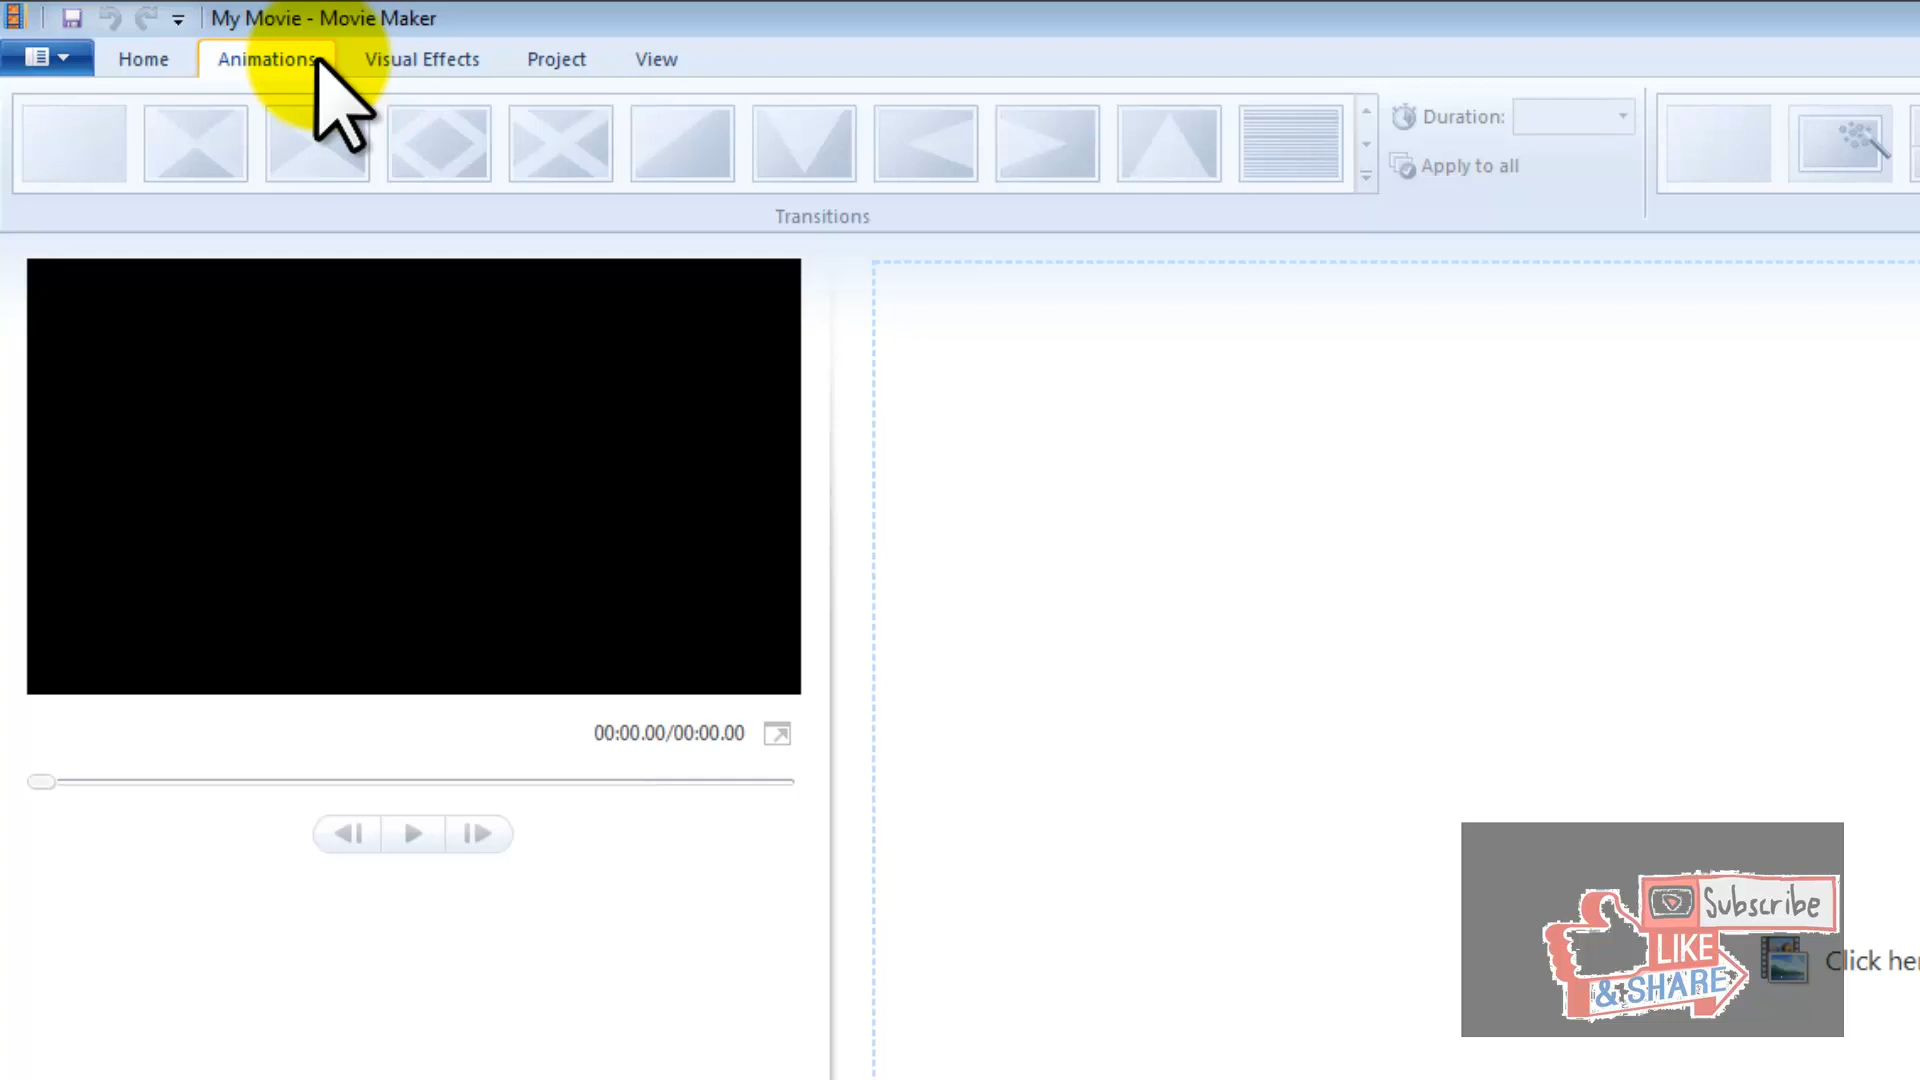 My Movie - Movie Maker
Home
Animations
Visual Effects
Project
View
Duration:
Apply to all
Transitions
00:00.00/00:00.00
Subscribe
LIKE
& SHARE
Click